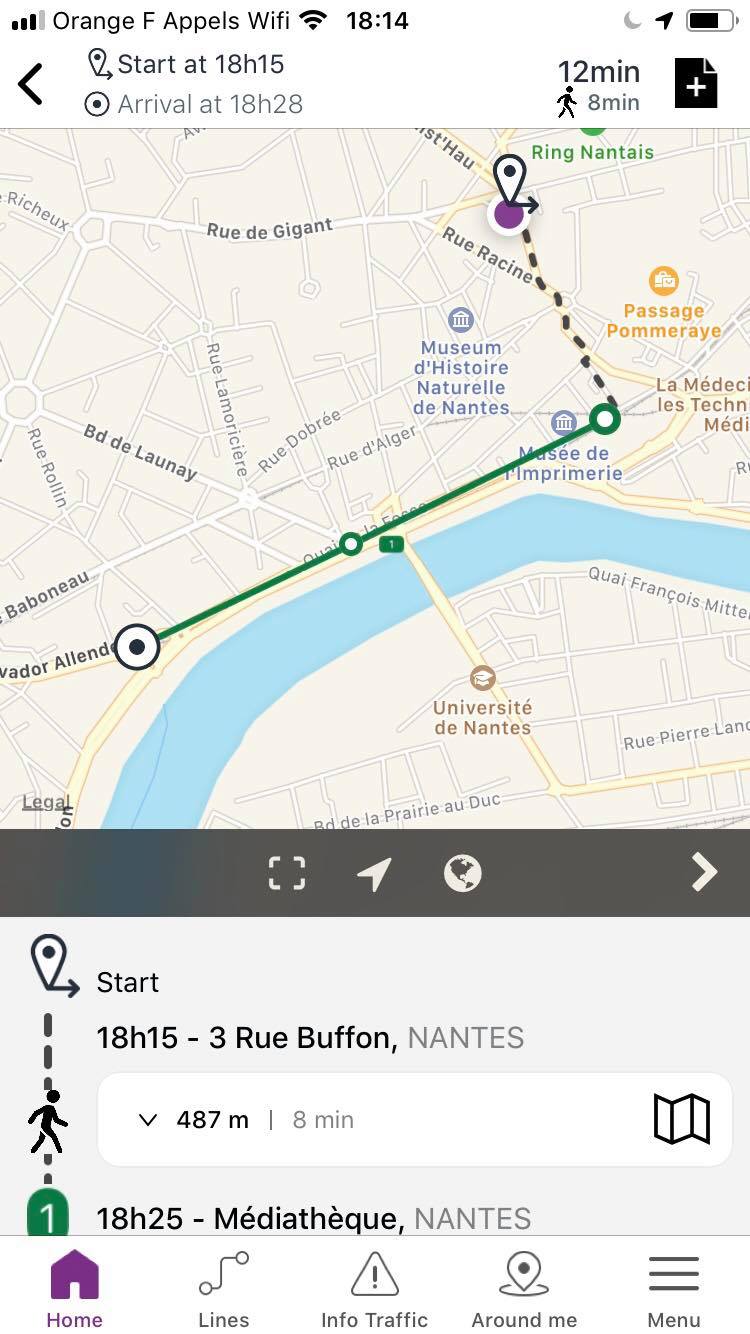 Orange F Appels Wifi 18:14
Start at 18h15
Arrival at 18h28
12min
8min
nst'Hau
Ring Nantais
Richeux
Rue de Gigant
Rue Racine
Passage
Pommeraye
Museum
d'Histoire
Naturelle
de Nantes
Rue Lamoricière
La Médeci
les Techn
Médi
Rue Dobrée
Rue d'Alger
Bd de Launay
Rue Rollin
Musée de
l'Imprimerie
Quai de la Fosse
1
Baboneau
Quai François Mitte
vador Allende
Université
de Nantes
Rue Pierre Land
Legal
Bd de la Prairie au Duc
Start
18h15 - 3 Rue Buffon, NANTES
487 m | 8 min
1 18h25 - Médiathèque, NANTES
Home Lines Info Traffic Around me Menu